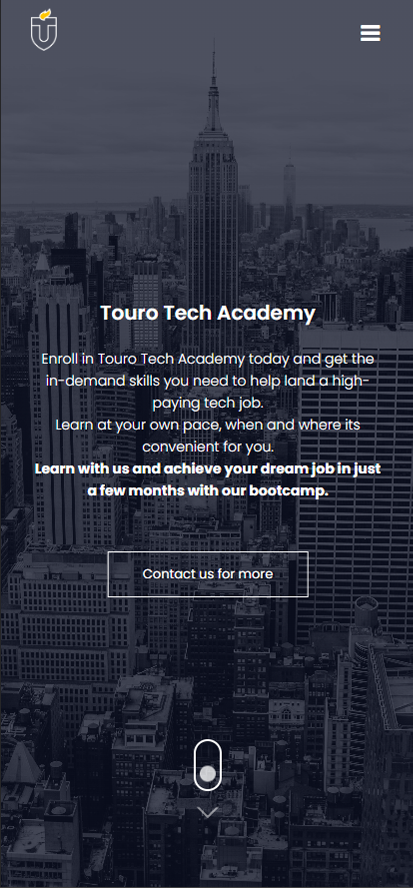 Touro Tech Academy
Enroll in Touro Tech Academy today and get the
in-demand skills you need to help land a high-
paying tech job.
Learn at your own pace, when and where its
convenient for you.
Learn with us and achieve your dream job in just
a few months with our bootcamp.
Contact us for more